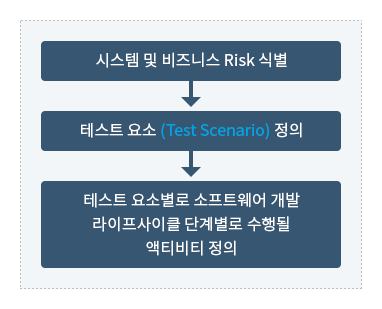 시스템 및 비즈니스 Risk 식별
테스트 요소 (Test Scenario) 정의
테스트 요소별로 소프트웨어 개발
라이프사이클 단계별로 수행될
액티비티 정의